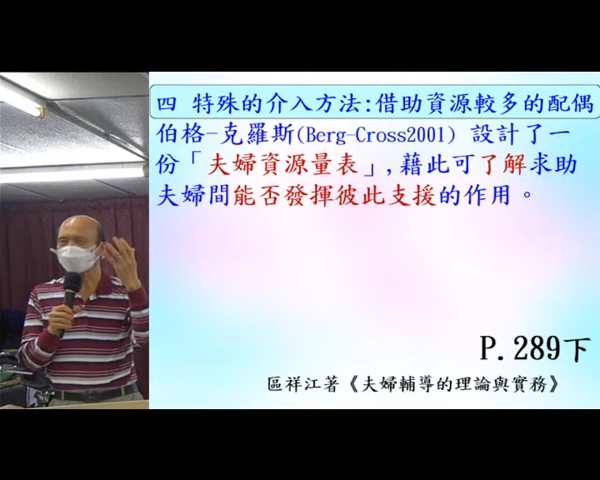 四 特殊的介入方法:借助資源較多的配偶
伯格-克羅斯(Berg-Cross2001) 設計了一
份「夫婦資源量表」,藉此可了解求助
夫婦間能否發揮彼此支援的作用。
P.289下
區祥江著《夫婦輔導的理論與實務》